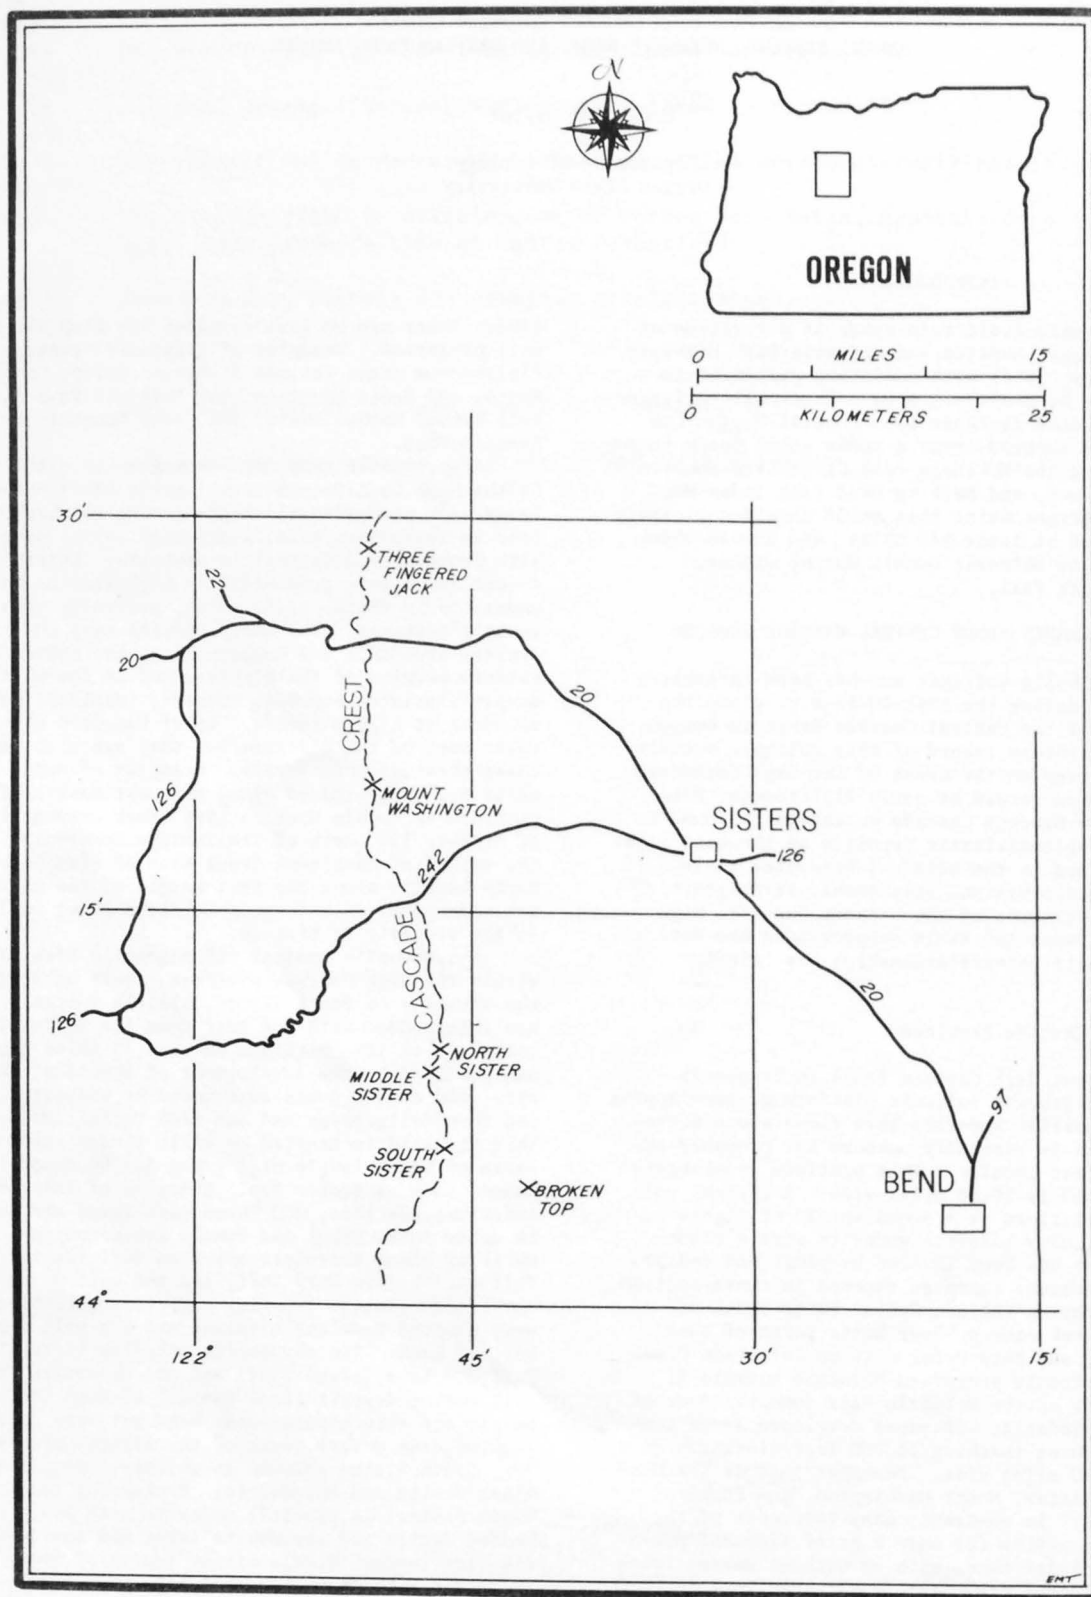 N
OREGON
0 MILES 15
0 KILOMETERS 25
30'
THREE
FINGERED
JACK
22
20
20
CREST
126
MOUNT
WASHINGTON
SISTERS
242
126
15'
CASCADE
20
126
NORTH
SISTER
MIDDLE
SISTER
97
SOUTH
SISTER
BROKEN
TOP
BEND
44°
122° 45' 30' 15'
EMT